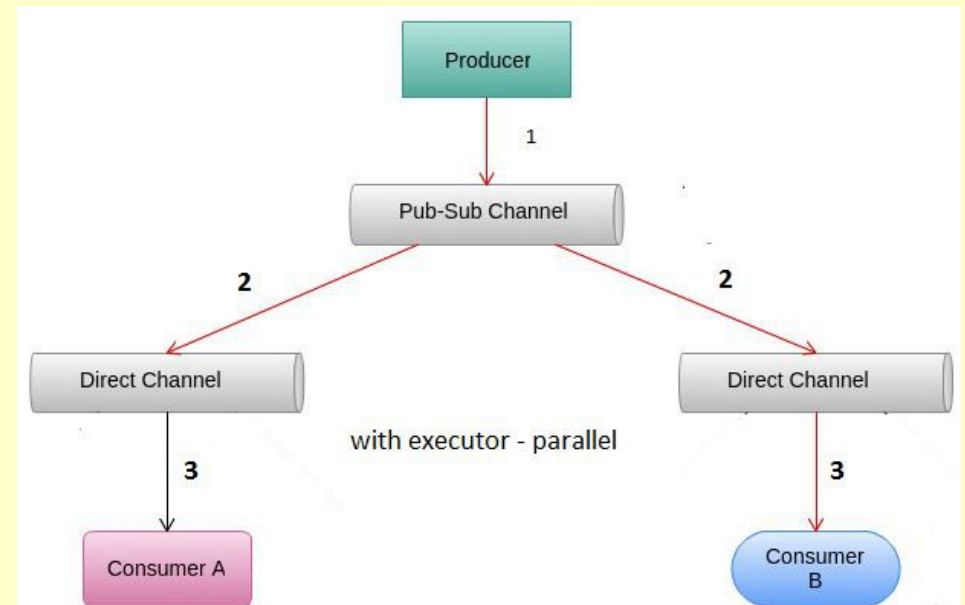 Producer
1
Pub-Sub Channel
2
2
Direct Channel
Direct Channel
with executor - parallel
3
3
Consumer A
Consumer
B